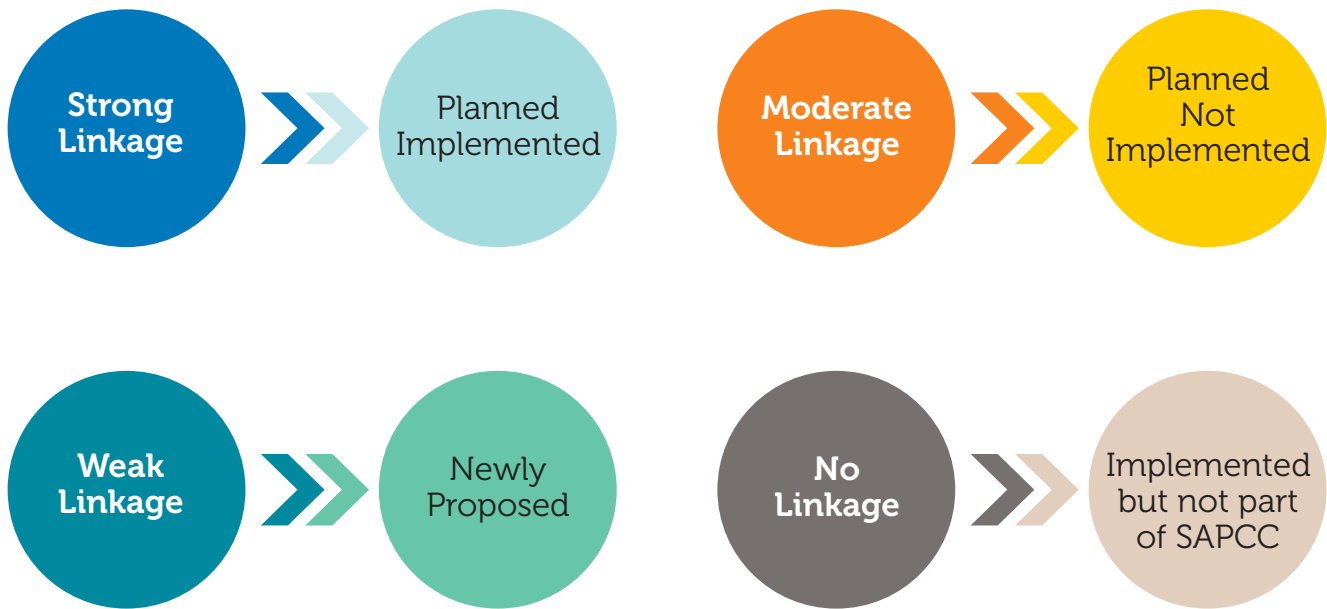 Strong
Linkage
Planned
Implemented
Moderate
Linkage
Planned
Not
Implemented
Weak
Linkage
Newly
Proposed
No
Linkage
Implemented
but not part
of SAPCC